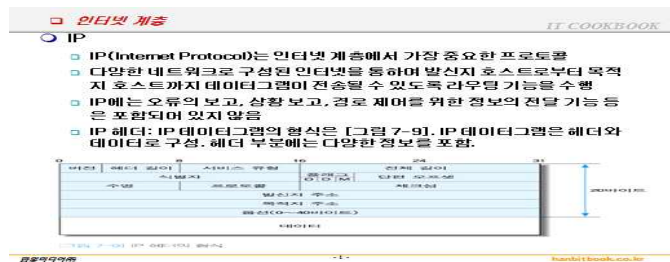 인터넷 계층
IT COOKBOOK
IP
IP(Internet Protocol)는 인터넷 계층에서 가장 중요한 프로토콜
다양한 네트워크로 구성된 인터넷을 통하여 발신지 호스트로부터 목적
지 호스트까지 데이터그램이 전송될 수 있도록 라우팅 기능을 수행
IP에는 오류의 보고, 상황 보고, 경로 제어를 위한 정보의 전달 기능 등
은 포함되어 있지 않음
IP 헤더: IP 데이터그램의 형식은 [그림 7-9]. IP 데이터그램은 헤더와
데이터로 구성. 헤더 부분에는 다양한 정보를 포함.
0 8 16 24 31
버전 헤더 길이 서비스 유형 전체 길이
식별자 플래그 단편 오프셋
0 D M
수명 프로토콜 체크섬
발신지 주소
20바이트
목적지 주소
옵션(0~40바이트)
데이터
그림 7-9 IP 헤더의 형식
- 1 -
hanbitbook.co.kr